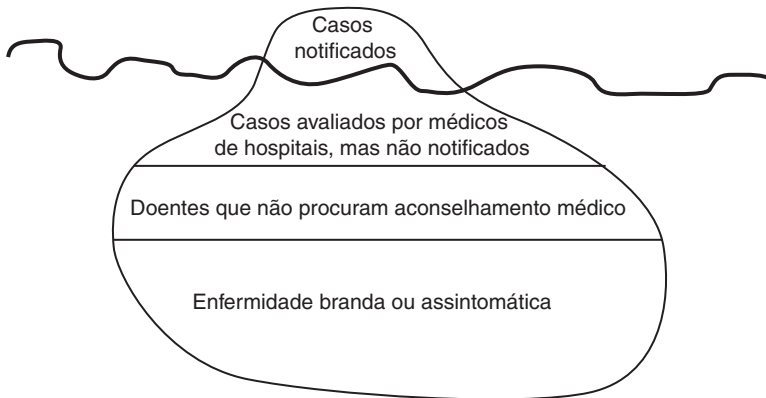 Casos
notificados
Casos avaliados por médicos
de hospitais, mas não notificados
Doentes que não procuram aconselhamento médico
Enfermidade branda ou assintomática